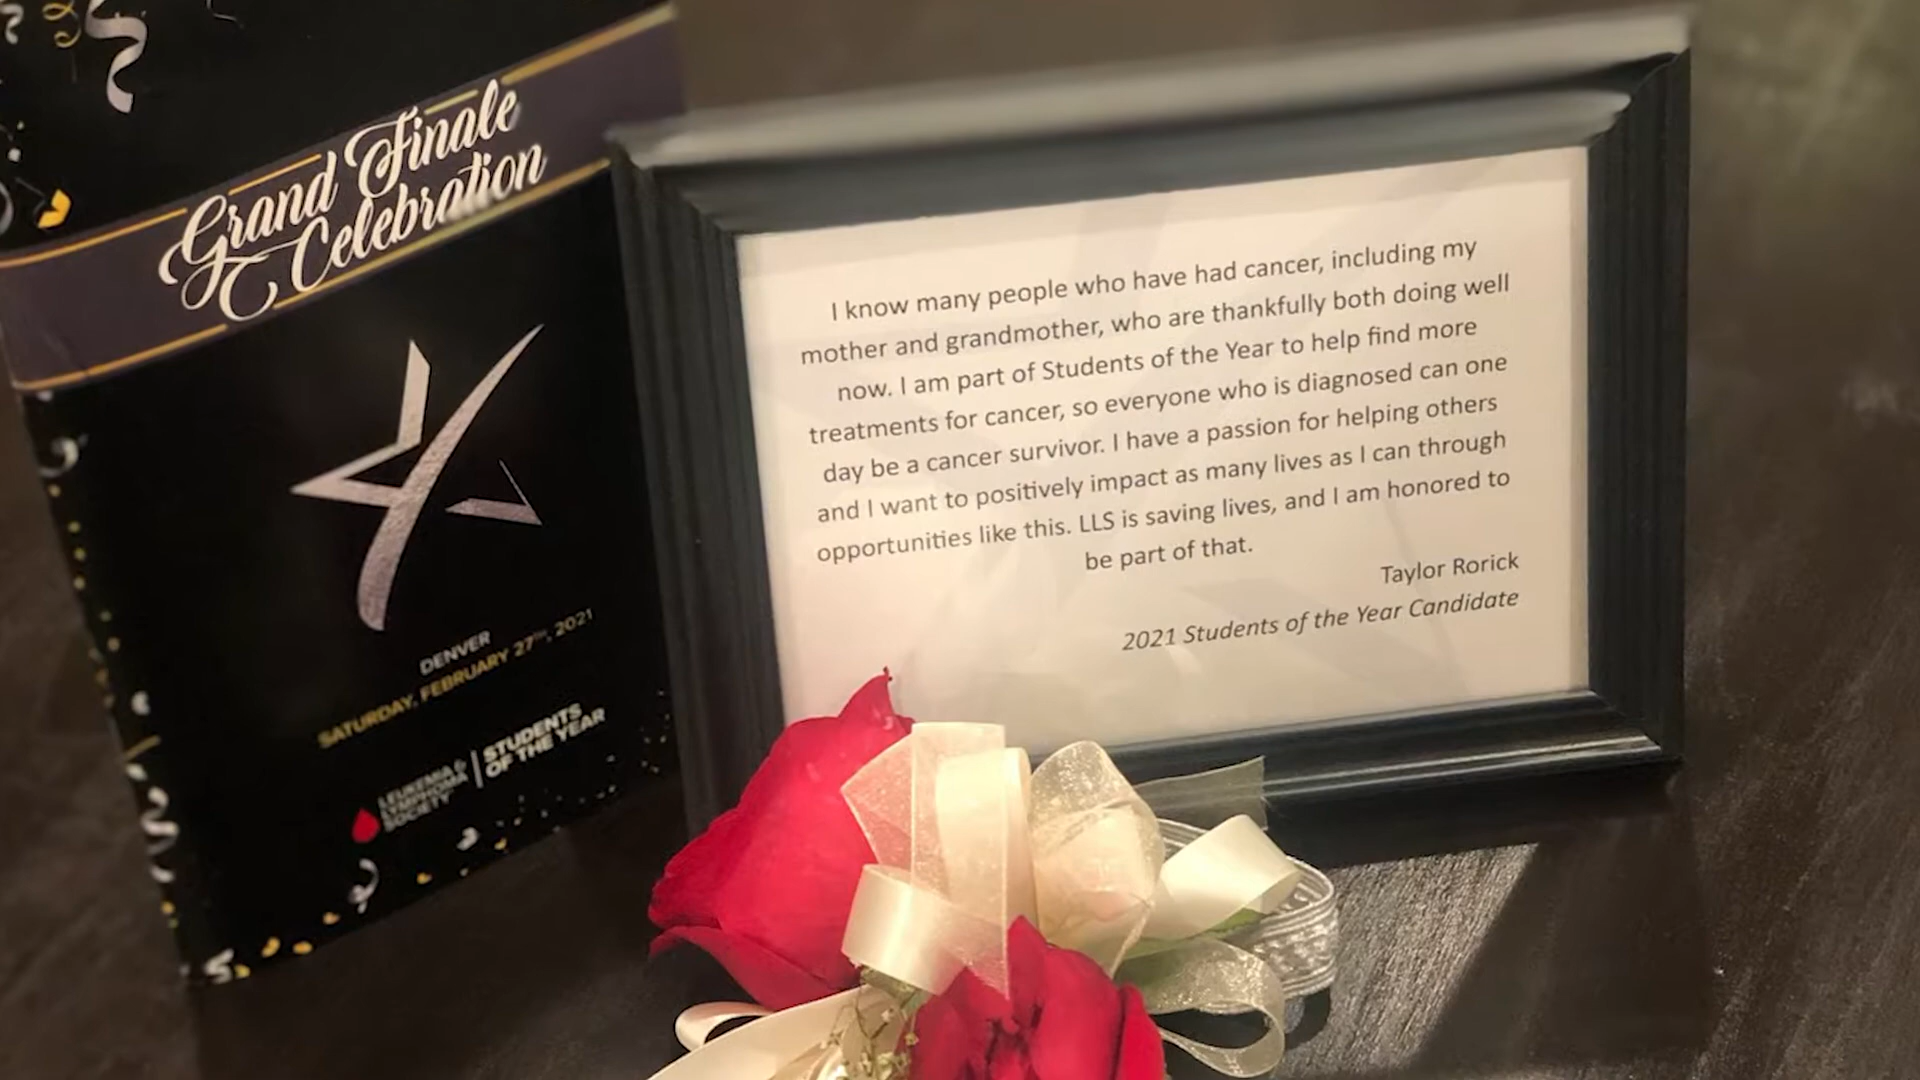 Grand Finale
Celebration
DENVER
SATURDAY, FEBRUARY 27TH, 2021
LEUKEMIA &
LYMPHOMA
SOCIETY
STUDENTS
OF THE YEAR
I know many people who have had cancer, including my
mother and grandmother, who are thankfully both doing well
now. I am part of Students of the Year to help find more
treatments for cancer, so everyone who is diagnosed can one
day be a cancer survivor. I have a passion for helping others
and I want to positively impact as many lives as I can through
opportunities like this. LLS is saving lives, and I am honored to
be part of that.
Taylor Rorick
2021 Students of the Year Candidate